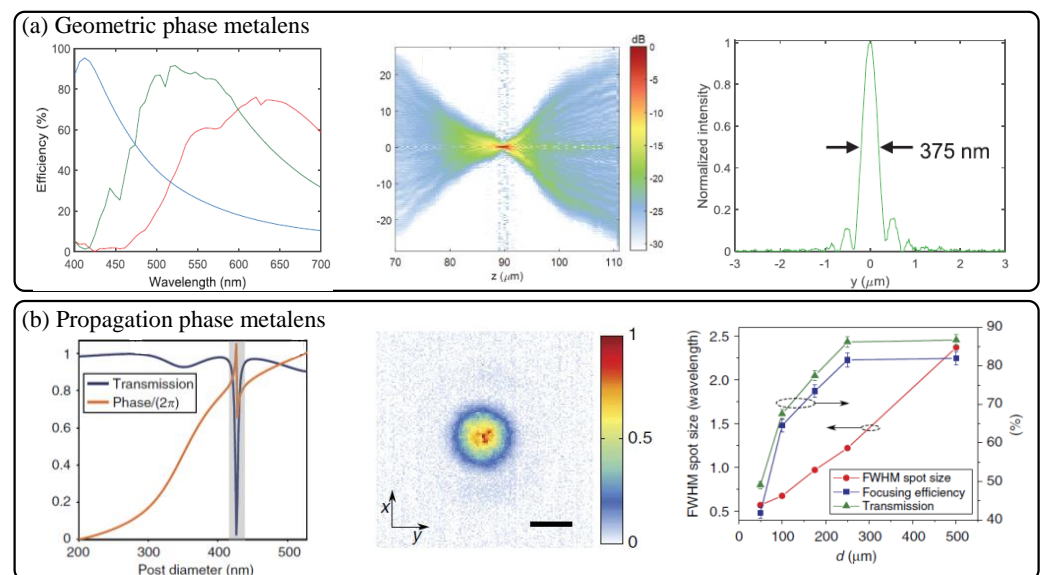 (a) Geometric phase metalens
100
80
60
40
20
0
Efficiency (%)
400 450 500 550 600 650 700
Wavelength (nm)
20
10
0
-10
-20
70 80 90 100 110
z (μm)
dB
0
-5
-10
-15
-20
-25
-30
1
0.8
0.6
0.4
0.2
0
Normalized intensity
375 nm
-3 -2 -1 0 1 2 3
y (μm)
(b) Propagation phase metalens
1
0.8
0.6
0.4
0.2
0
Transmission
Phase/(2π)
200 300 400 500
Post diameter (nm)
x
y
1
0.5
0
2.5
2.0
1.5
1.0
0.5
FWHM spot size (wavelength)
90
80
70
60
50
40
(%)
FWHM spot size
Focusing efficiency
Transmission
0 100 200 300 400 500
d (μm)